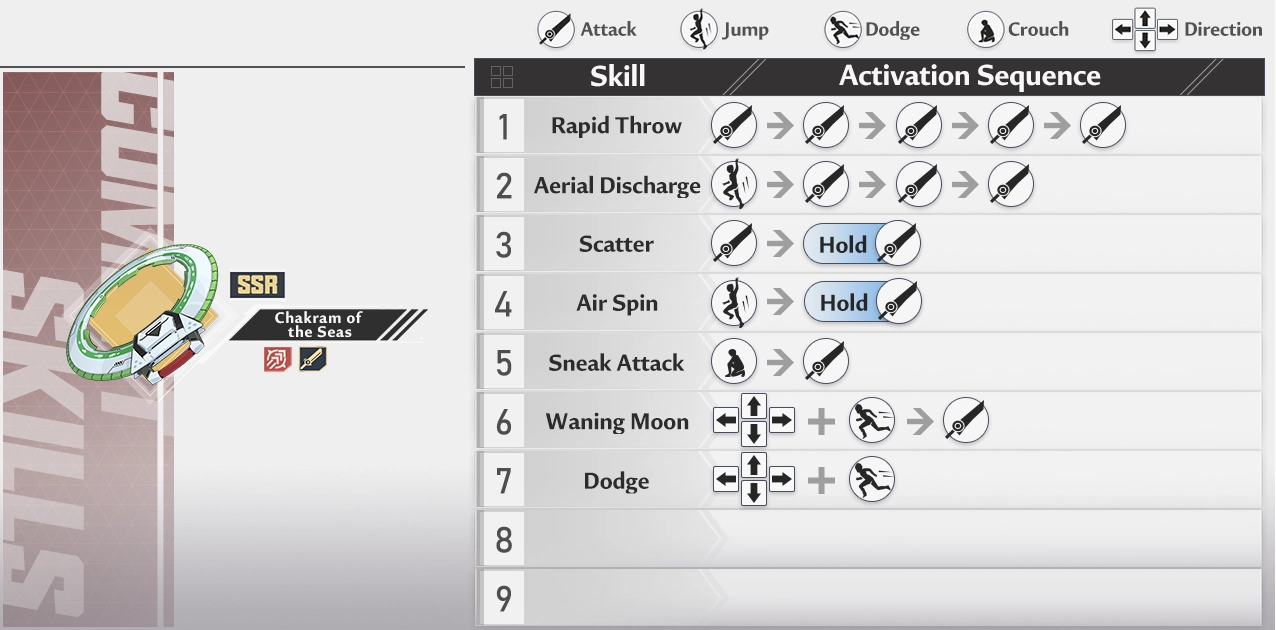 Attack
Jump
Dodge
Crouch
Direction
Skill
Activation Sequence
1
Rapid Throw
2
Aerial Discharge
3
Scatter
Hold
4
Air Spin
Hold
5
Sneak Attack
6
Waning Moon
7
Dodge
8
9
SSR
Chakram of
the Seas
SKILLS